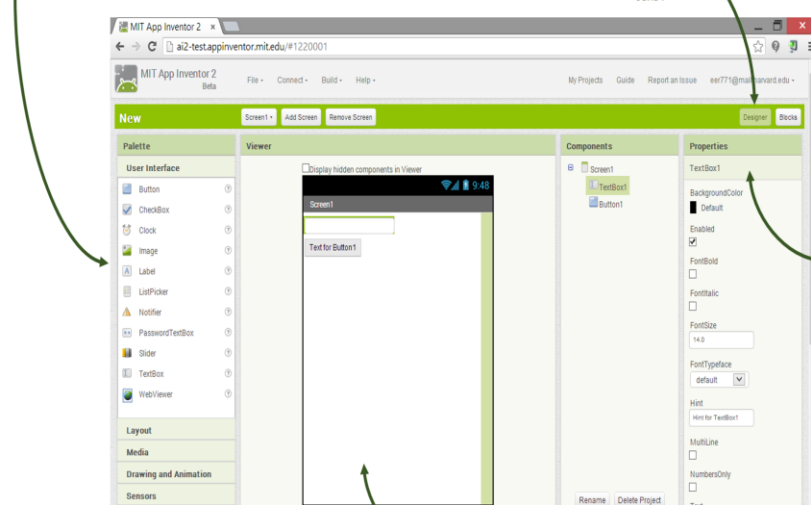 MIT App Inventor 2
ai2-test.appinventor.mit.edu/#1220001
MIT App Inventor 2
Beta
File Connect Build Help
My Projects Guide Report an Issue
New
Screen1 Add Screen Remove Screen
Designer Blocks
Palette
User Interface
Button
CheckBox
Clock
Image
Label
ListPicker
Notifier
PasswordTextBox
Slider
TextBox
WebViewer
Layout
Media
Drawing and Animation
Sensors
Viewer
Display hidden components in Viewer
9:48
Screen1
Text for Button1
Components
Screen1
TextBox1
Button1
Rename Delete Project
Properties
TextBox1
BackgroundColor
Default
Enabled
FontBold
FontItalic
FontSize
14.0
FontTypeface
default
Hint
Hint for TextBox1
MultiLine
NumbersOnly